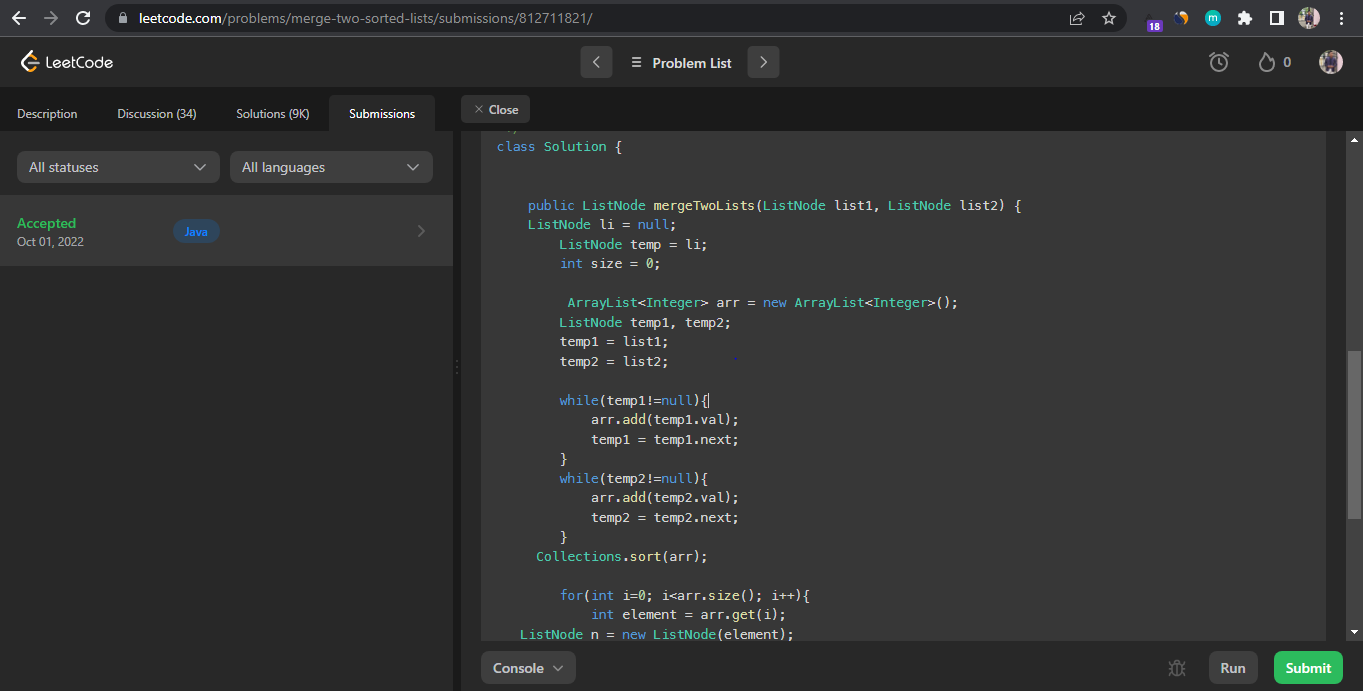 leetcode.com/problems/merge-two-sorted-lists/submissions/812711821/
18
m
LeetCode
Problem List
0
Description
Discussion (34)
Solutions (9K)
Submissions
Close
All statuses
All languages
Accepted
Java
Oct 01, 2022
class Solution {
public ListNode mergeTwoLists(ListNode list1, ListNode list2) {
ListNode li = null;
ListNode temp = li;
int size = 0;
ArrayList<Integer> arr = new ArrayList<Integer>();
ListNode temp1, temp2;
temp1 = list1;
temp2 = list2;
while(temp1!=null){
arr.add(temp1.val);
temp1 = temp1.next;
}
while(temp2!=null){
arr.add(temp2.val);
temp2 = temp2.next;
}
Collections.sort(arr);
for(int i=0; i<arr.size(); i++){
int element = arr.get(i);
ListNode n = new ListNode(element);
Console
Run
Submit